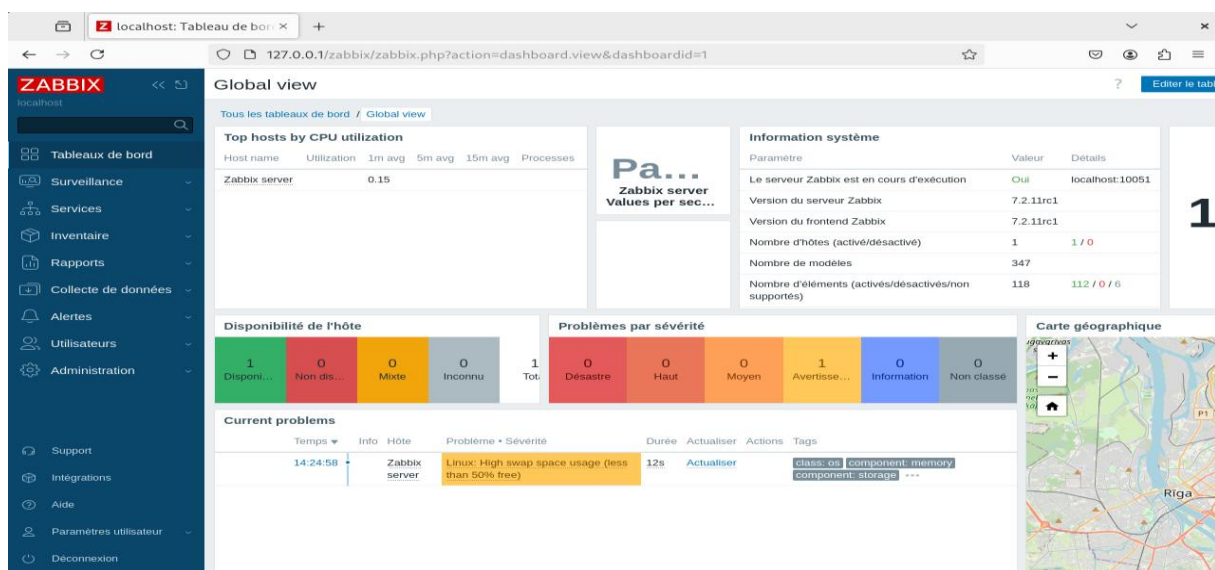 localhost: Tableau de bor
127.0.0.1/zabbix/zabbix.php?action=dashboard.view&dashboardid=1
ZABBIX
localhost
Tableaux de bord
Surveillance
Services
Inventaire
Rapports
Collecte de données
Alertes
Utilisateurs
Administration
Support
Intégrations
Aide
Paramètres utilisateur
Déconnexion
Global view
? Editer le tabl
Tous les tableaux de bord / Global view
Top hosts by CPU utilization
Host name Utilization 1m avg 5m avg 15m avg Processes
Zabbix server 0.15
Pa...
Zabbix server
Values per sec...
Information système
Paramètre Valeur Détails
Le serveur Zabbix est en cours d'exécution Oui localhost:10051
Version du serveur Zabbix 7.2.11rc1
Version du frontend Zabbix 7.2.11rc1
Nombre d'hôtes (activé/désactivé) 1 1 / 0
Nombre de modèles 347
Nombre d'éléments (activés/désactivés/non 118 112 / 0 / 6
supportés)
1
Disponibilité de l'hôte
1 0 0 0 1
Disponi... Non dis... Mixte Inconnu Tot
Problèmes par sévérité
0 0 0 1 0 0
Désastre Haut Moyen Avertisse... Information Non classé
Carte géographique
+
−
P1
Rīga
Current problems
Temps Info Hôte Problème • Sévérité Durée Actualiser Actions Tags
14:24:58 Zabbix Linux: High swap space usage (less 12s Actualiser class: os component: memory
server than 50% free) component: storage ...